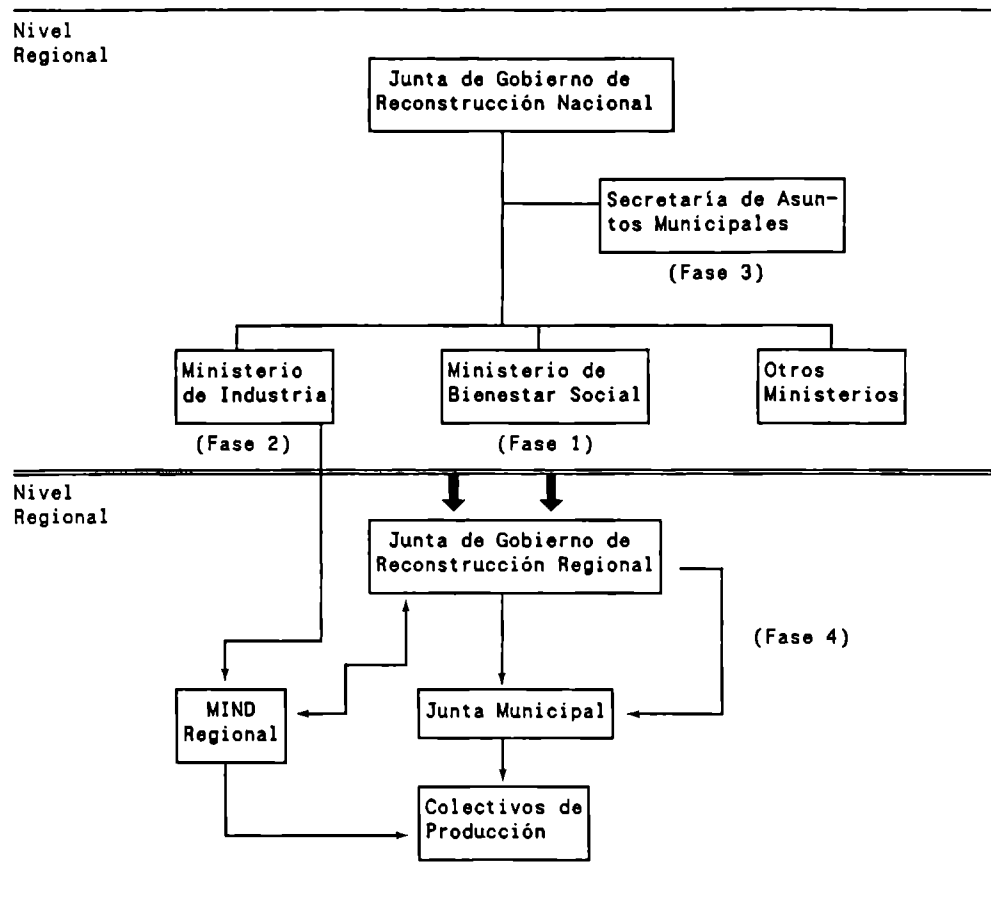 Nivel
Regional
Junta de Gobierno de
Reconstrucción Nacional
Secretaría de Asun-
tos Municipales
(Fase 3)
Ministerio
de Industria
(Fase 2)
Ministerio de
Bienestar Social
(Fase 1)
Otros
Ministerios
Nivel
Regional
Junta de Gobierno de
Reconstrucción Regional
(Fase 4)
MIND
Regional
Junta Municipal
Colectivos de
Producción